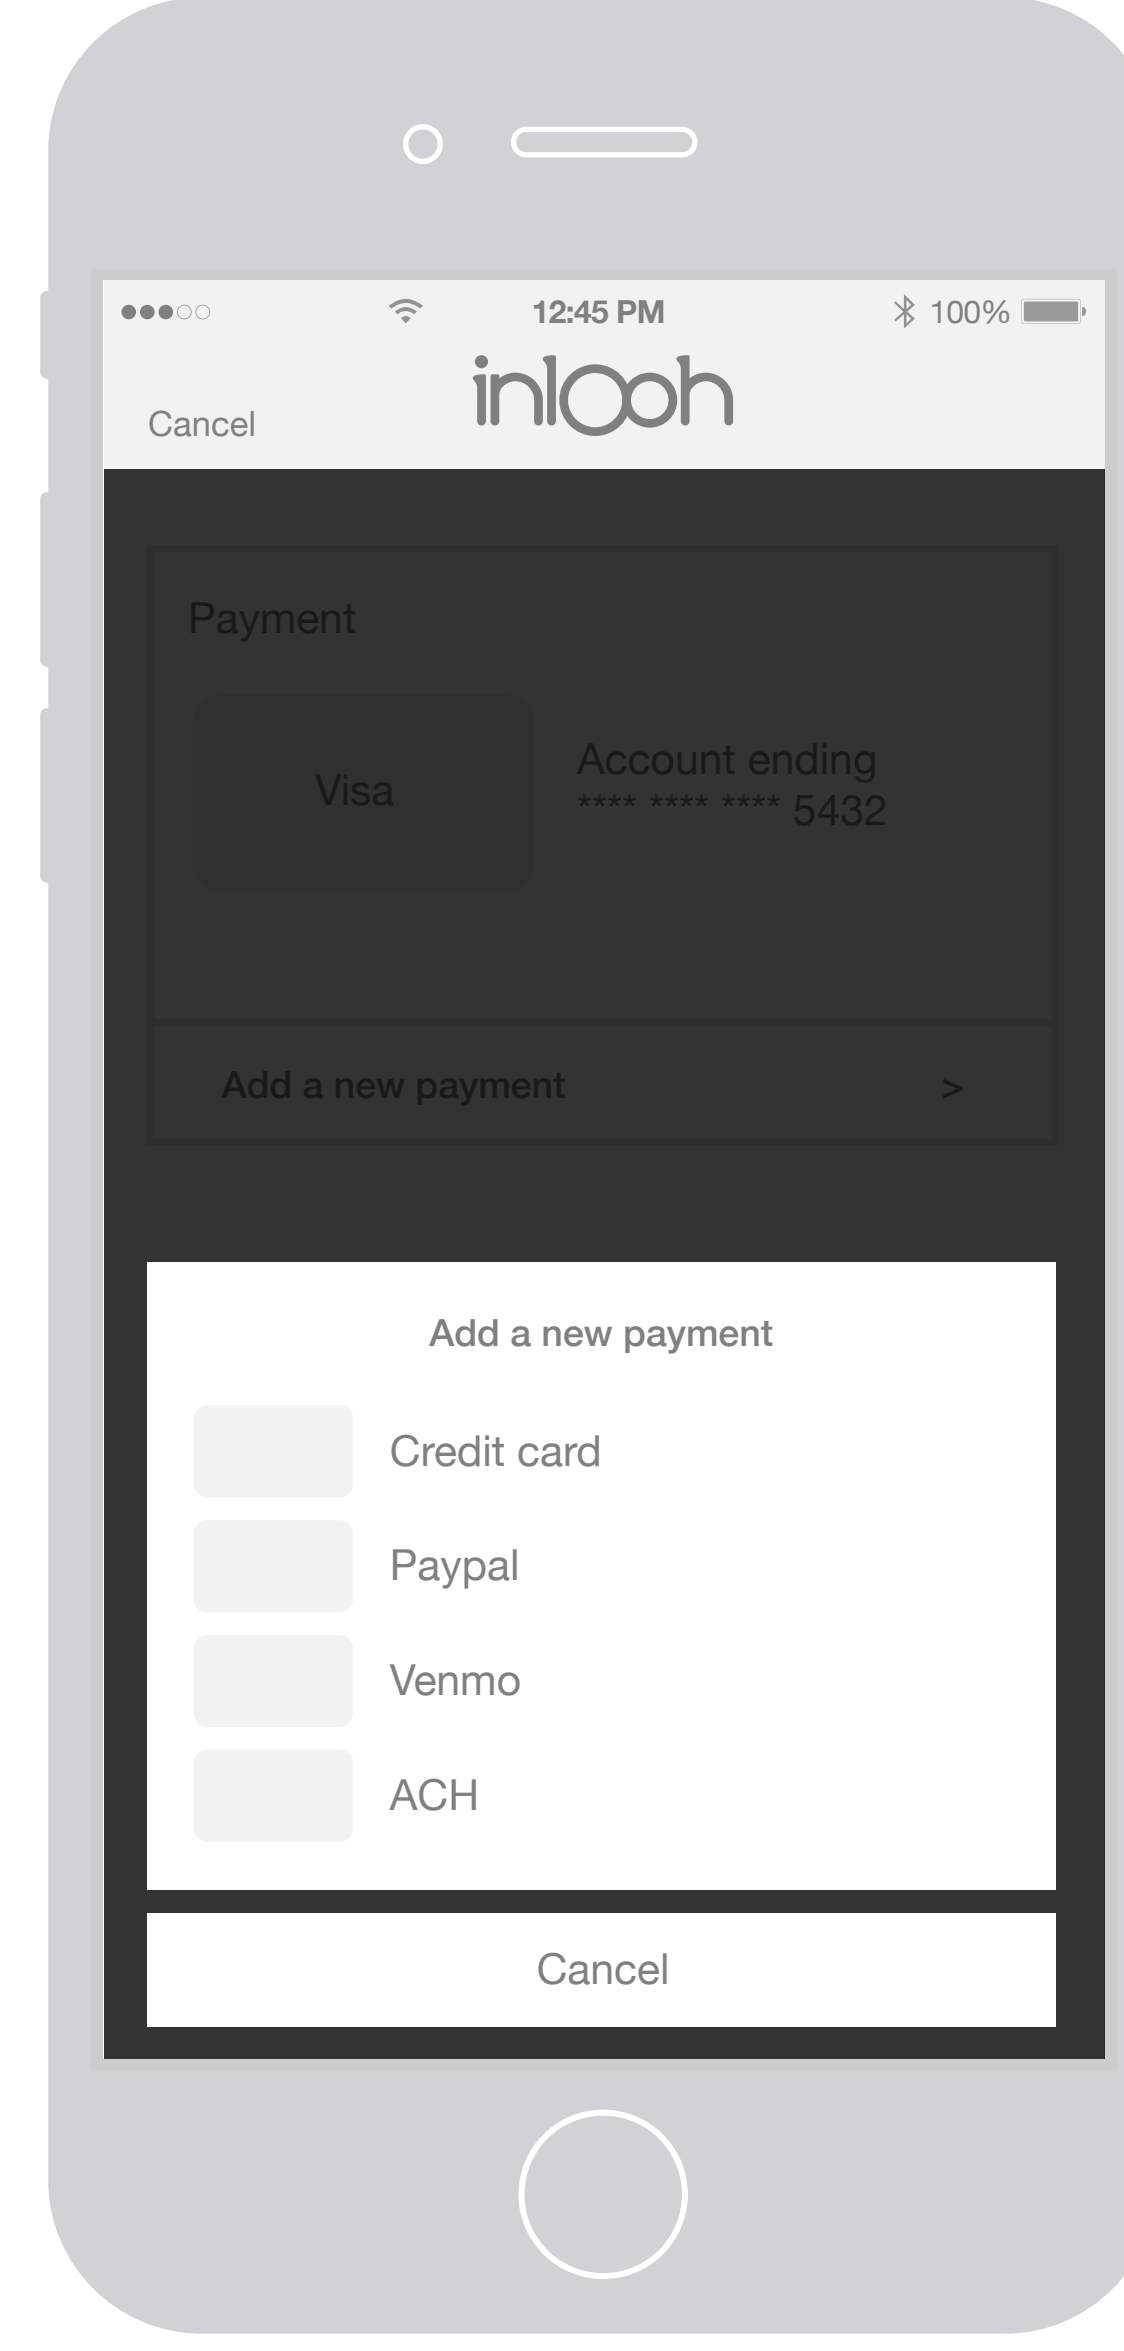 12:45 PM
100%
inlooh
Cancel
Payment
Visa
Account ending
**** **** **** 5432
Add a new payment >
Add a new payment
Credit card
Paypal
Venmo
ACH
Cancel